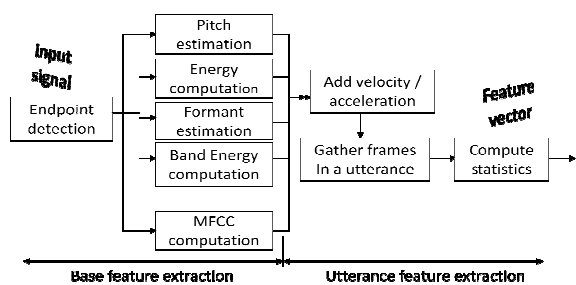 Input
signal
Endpoint
detection
Pitch
estimation
Energy
computation
Formant
estimation
Band Energy
computation
MFCC
computation
Add velocity /
acceleration
Gather frames
In a utterance
Feature
vector
Compute
statistics
Base feature extraction
Utterance feature extraction